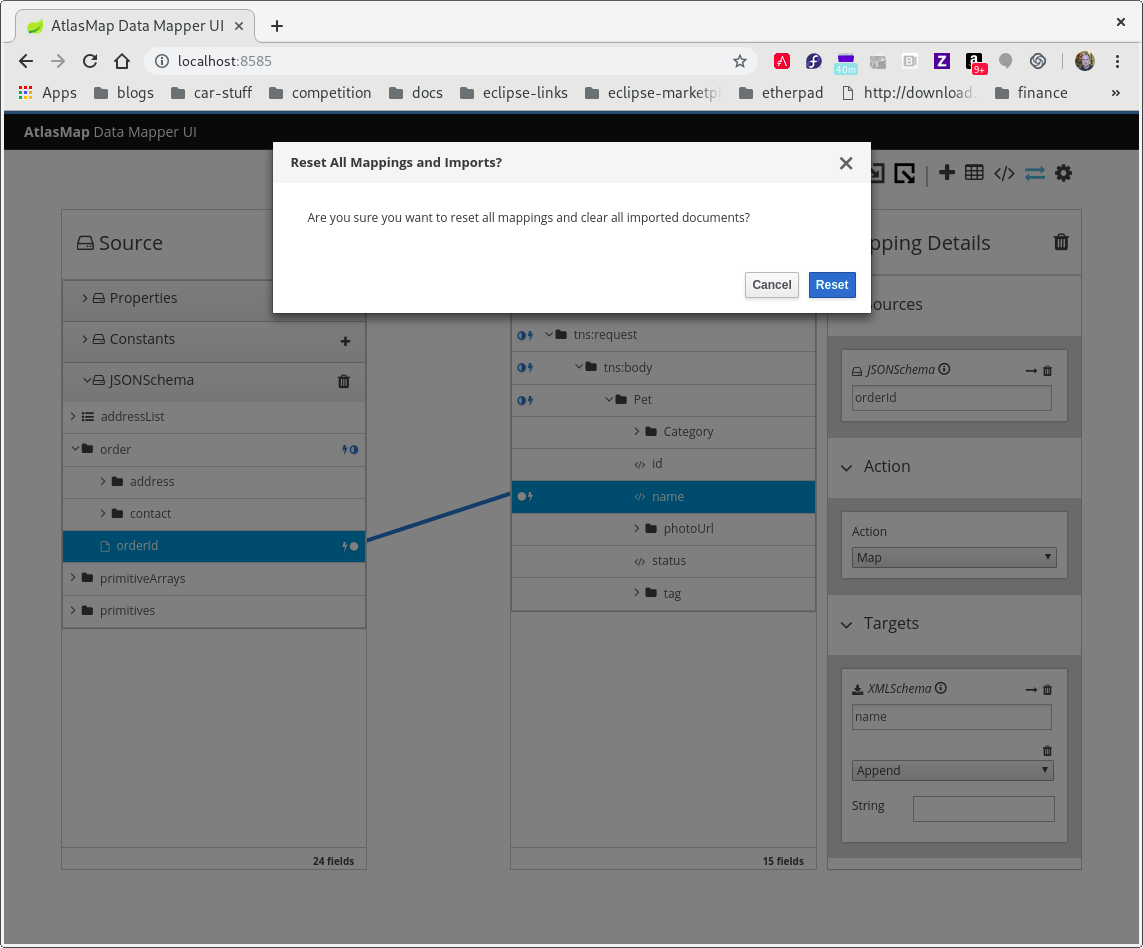 AtlasMap Data Mapper UI
localhost:8585
40m
9+
Apps
blogs
car-stuff
competition
docs
eclipse-links
eclipse-marketpl
etherpad
http://download.
finance
»
AtlasMap Data Mapper UI
Reset All Mappings and Imports?
Are you sure you want to reset all mappings and clear all imported documents?
Cancel
Reset
Source
Properties
Constants
JSONSchema
addressList
order
address
contact
orderId
primitiveArrays
primitives
24 fields
tns:request
tns:body
Pet
Category
id
name
photoUrl
status
tag
15 fields
pping Details
ources
JSONSchema
orderId
Action
Action
Map
Targets
XMLSchema
name
Append
String